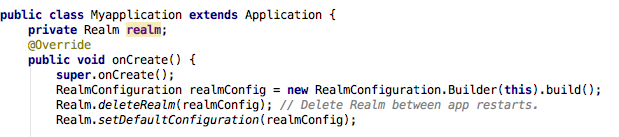 public class Myapplication extends Application {
    private Realm realm;
    @Override
    public void onCreate() {
        super.onCreate();
        RealmConfiguration realmConfig = new RealmConfiguration.Builder(this).build();
        Realm.deleteRealm(realmConfig); // Delete Realm between app restarts.
        Realm.setDefaultConfiguration(realmConfig);